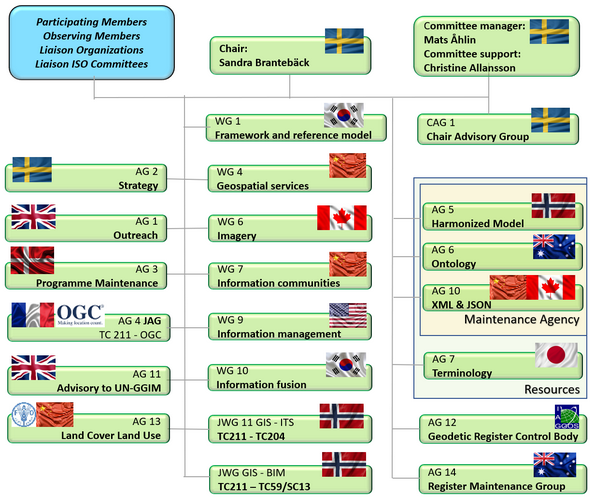 Participating Members
Observing Members
Liaison Organizations
Liaison ISO Committees
Chair:
Sandra Brantebäck
Committee manager:
Mats Åhlin
Committee support:
Christine Allansson
WG 1
Framework and reference model
CAG 1
Chair Advisory Group
AG 2
Strategy
WG 4
Geospatial services
AG 1
Outreach
WG 6
Imagery
AG 5
Harmonized Model
AG 3
Programme Maintenance
WG 7
Information communities
AG 6
Ontology
AG 10
XML & JSON
Maintenance Agency
OGC
Making location count.
AG 4 JAG
TC 211 - OGC
WG 9
Information management
AG 11
Advisory to UN-GGIM
WG 10
Information fusion
AG 7
Terminology
Resources
AG 13
Land Cover Land Use
JWG 11 GIS - ITS
TC211 - TC204
AG 12
Geodetic Register Control Body
GGOS
JWG GIS - BIM
TC211 – TC59/SC13
AG 14
Register Maintenance Group